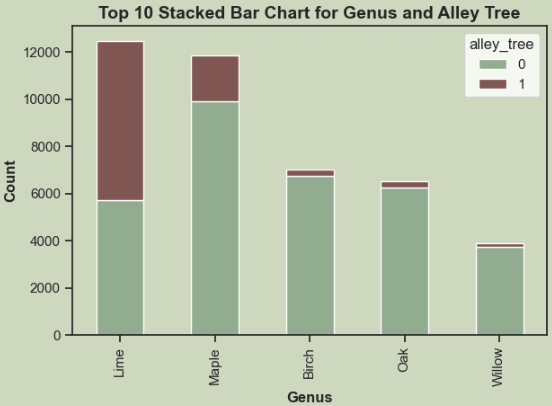 Top 10 Stacked Bar Chart for Genus and Alley Tree
alley_tree
0
1
12000
10000
8000
6000
4000
2000
0
Count
Lime
Maple
Birch
Oak
Willow
Genus